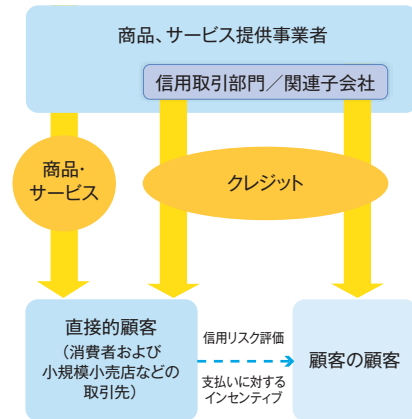 商品、サービス提供事業者
信用取引部門／関連子会社
商品・
サービス
クレジット
直接的顧客
（消費者および
小規模小売店などの
取引先）
信用リスク評価
支払いに対する
インセンティブ
顧客の顧客